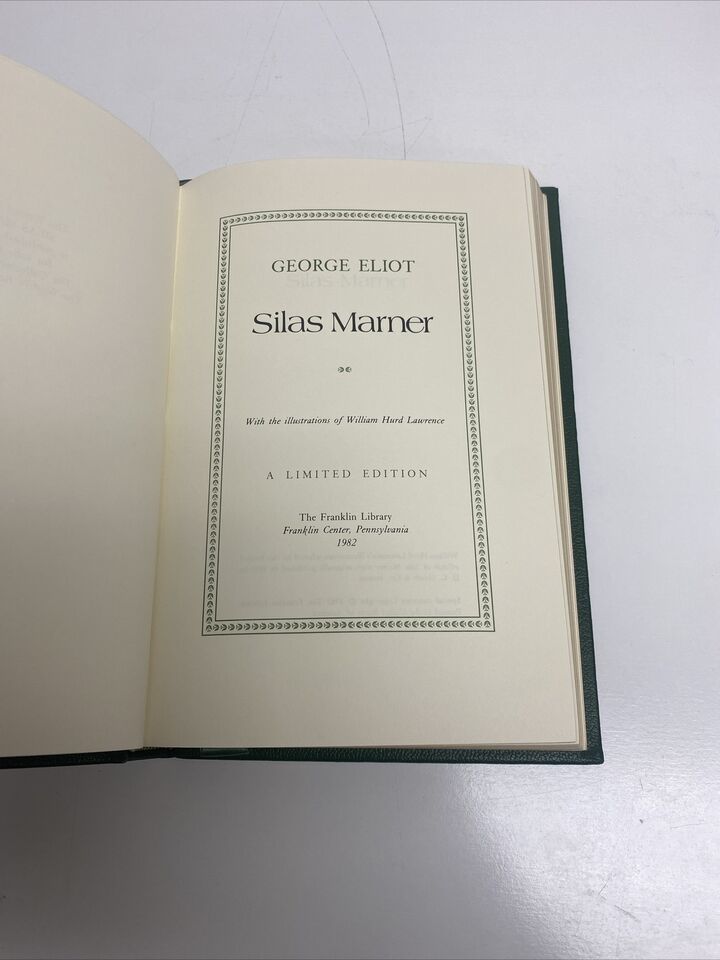 GEORGE ELIOT
Silas Marner
With the illustrations of William Hurd Lawrence
A LIMITED EDITION
The Franklin Library
Franklin Center, Pennsylvania
1982